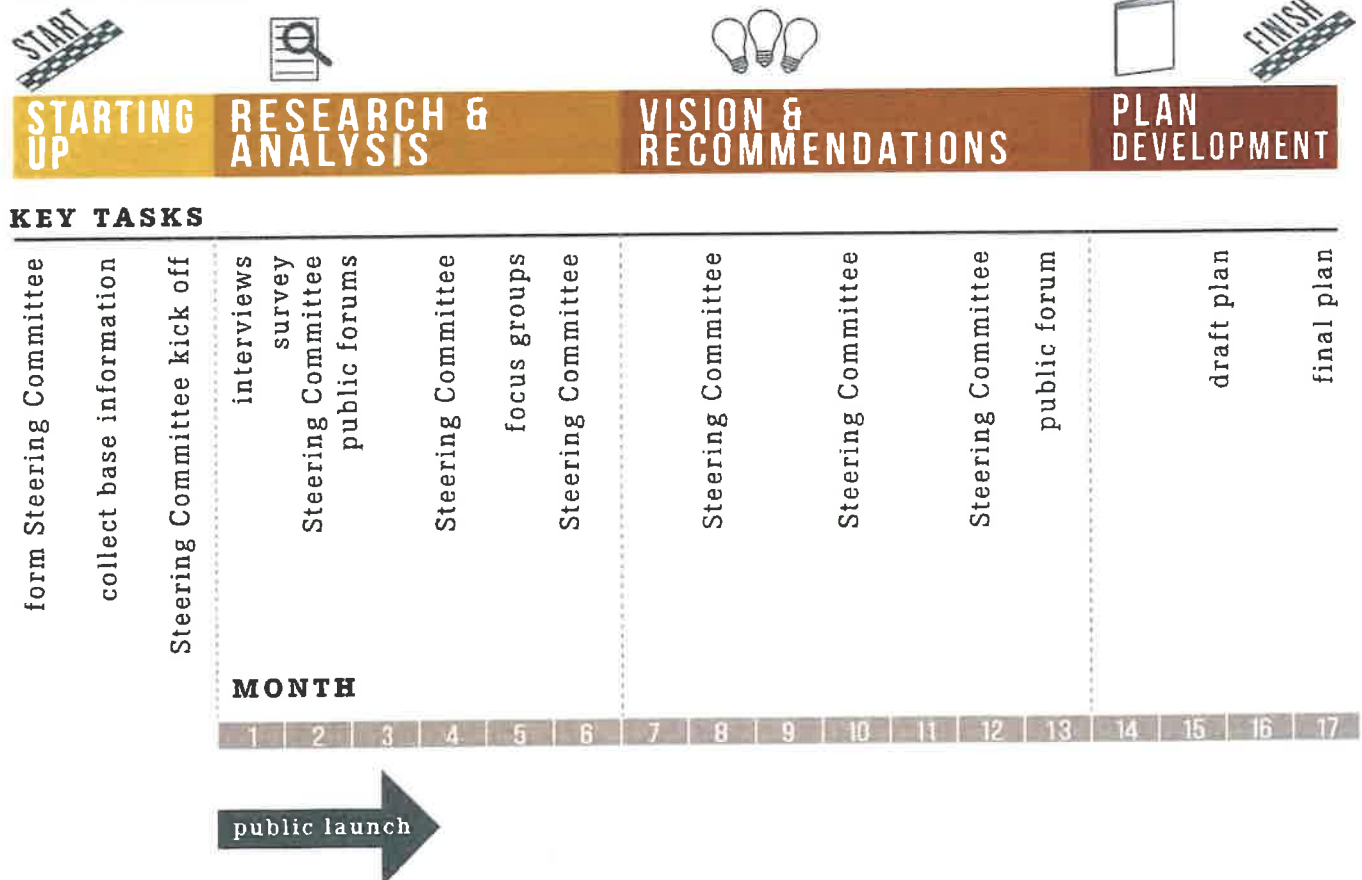 START
FINISH
STARTING
UP
RESEARCH &
ANALYSIS
VISION &
RECOMMENDATIONS
PLAN
DEVELOPMENT
KEY TASKS
form Steering Committee
collect base information
Steering Committee kick off
interviews
survey
Steering Committee
public forums
Steering Committee
focus groups
Steering Committee
Steering Committee
Steering Committee
Steering Committee
public forum
draft plan
final plan
MONTH
1 2 3 4 5 6 7 8 9 10 11 12 13 14 15 16 17
public launch